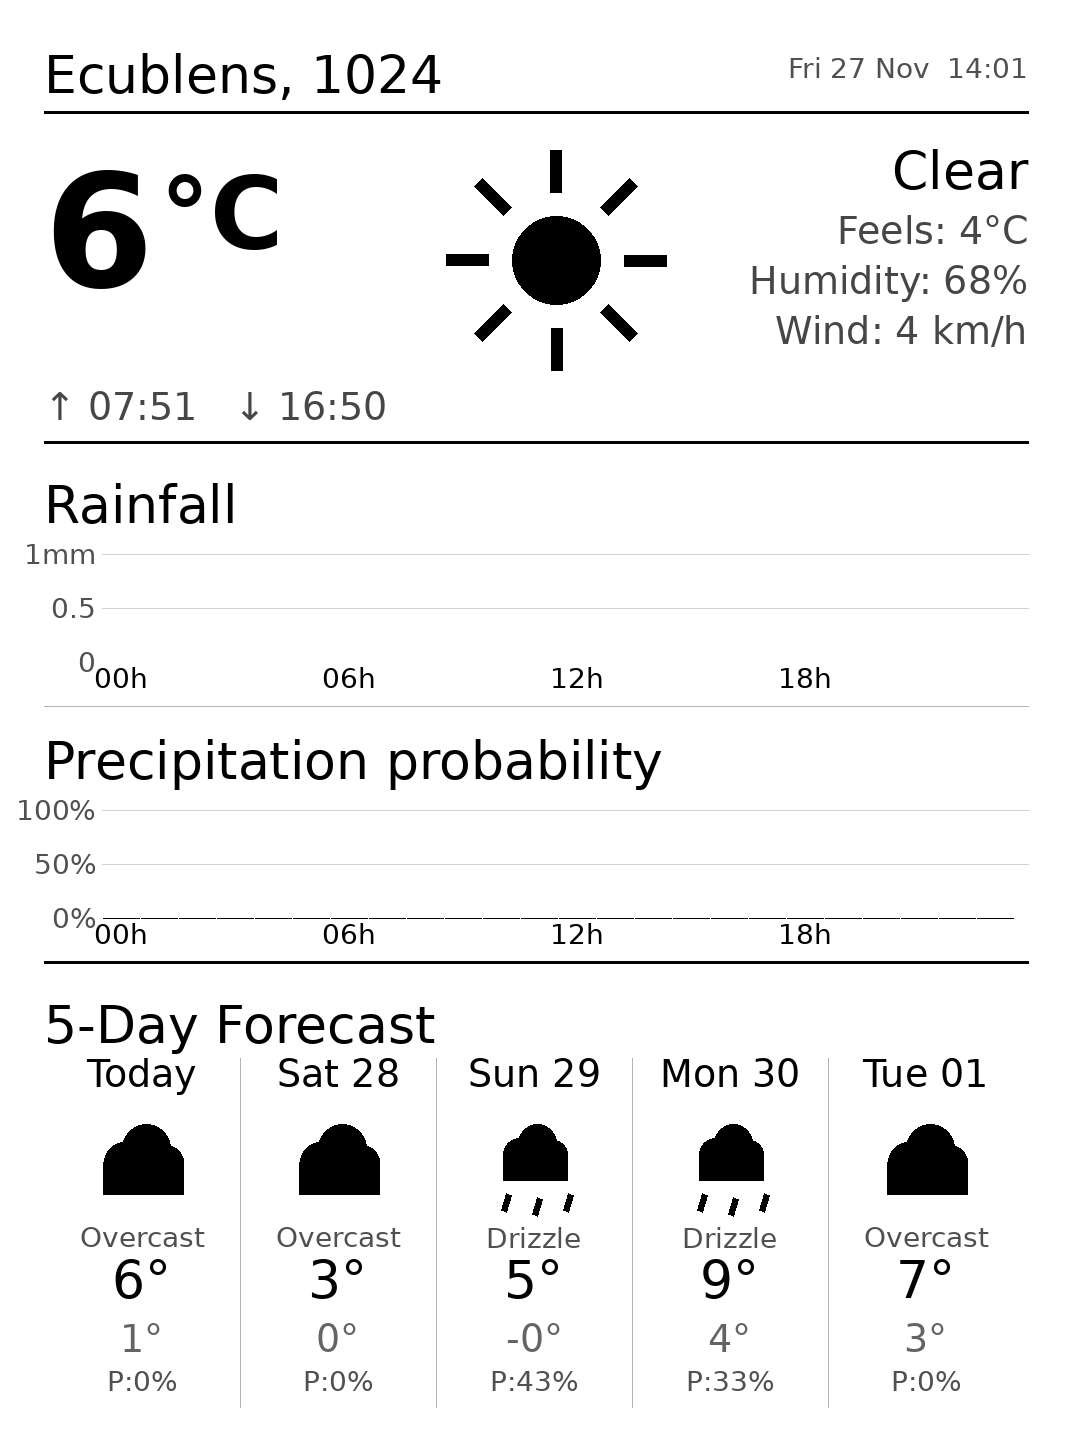 Ecublens, 1024
Fri 27 Nov  14:01
6°C
Clear
Feels: 4°C
Humidity: 68%
Wind: 4 km/h
↑ 07:51   ↓ 16:50
Rainfall
1mm
0.5
0
00h 06h 12h 18h
Precipitation probability
100%
50%
0%
00h 06h 12h 18h
5-Day Forecast
Today Sat 28 Sun 29 Mon 30 Tue 01
Overcast Overcast Drizzle Drizzle Overcast
6° 3° 5° 9° 7°
1° 0° -0° 4° 3°
P:0% P:0% P:43% P:33% P:0%